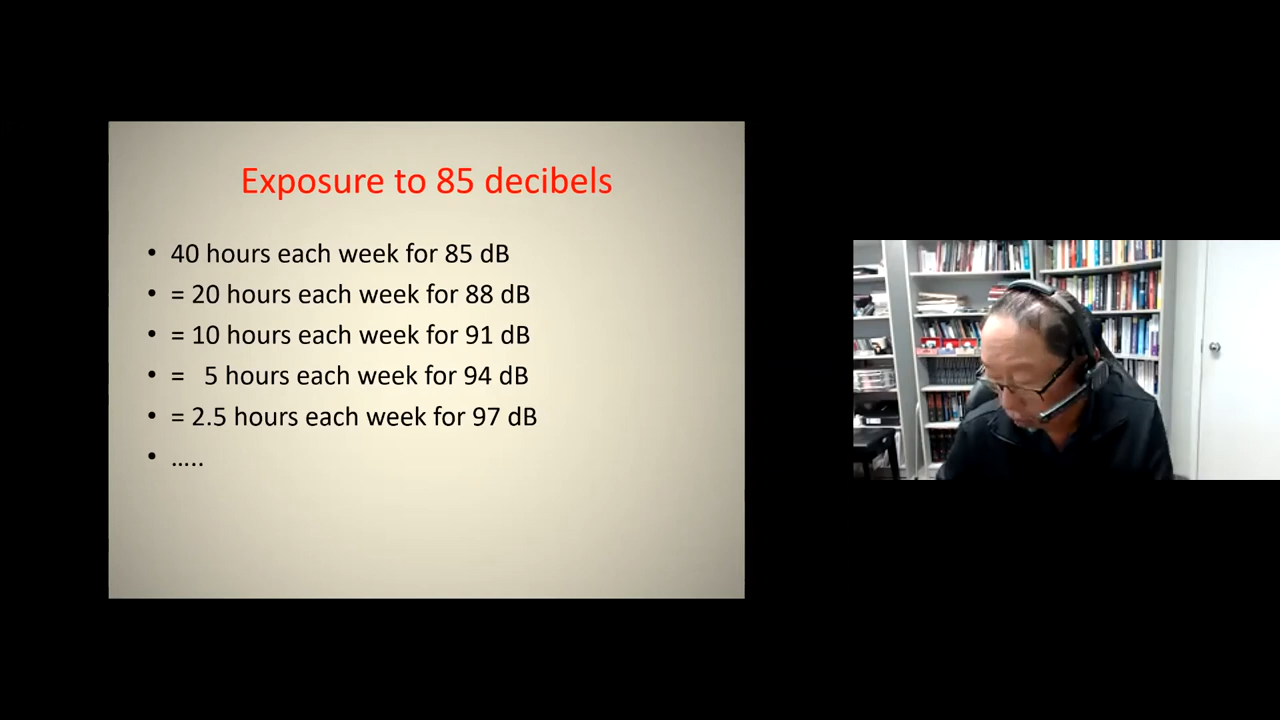 Exposure to 85 decibels
• 40 hours each week for 85 dB
• = 20 hours each week for 88 dB
• = 10 hours each week for 91 dB
• =   5 hours each week for 94 dB
• = 2.5 hours each week for 97 dB
• …..